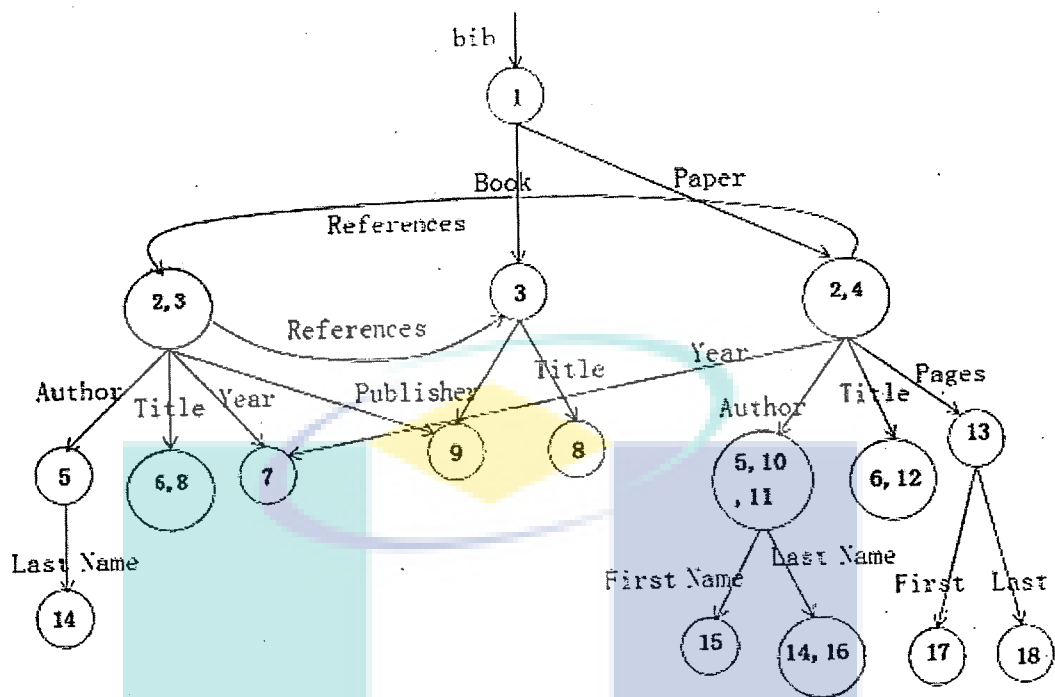 bib
1
Book
Paper
References
2,3
3
2,4
References
Year
Title
Pages
Author
Title
Year
Publisher
Author
Title
5
6,8
7
9
8
5,10
,11
6,12
13
Last Name
First Name
Last Name
First
Last
14
15
14,16
17
18